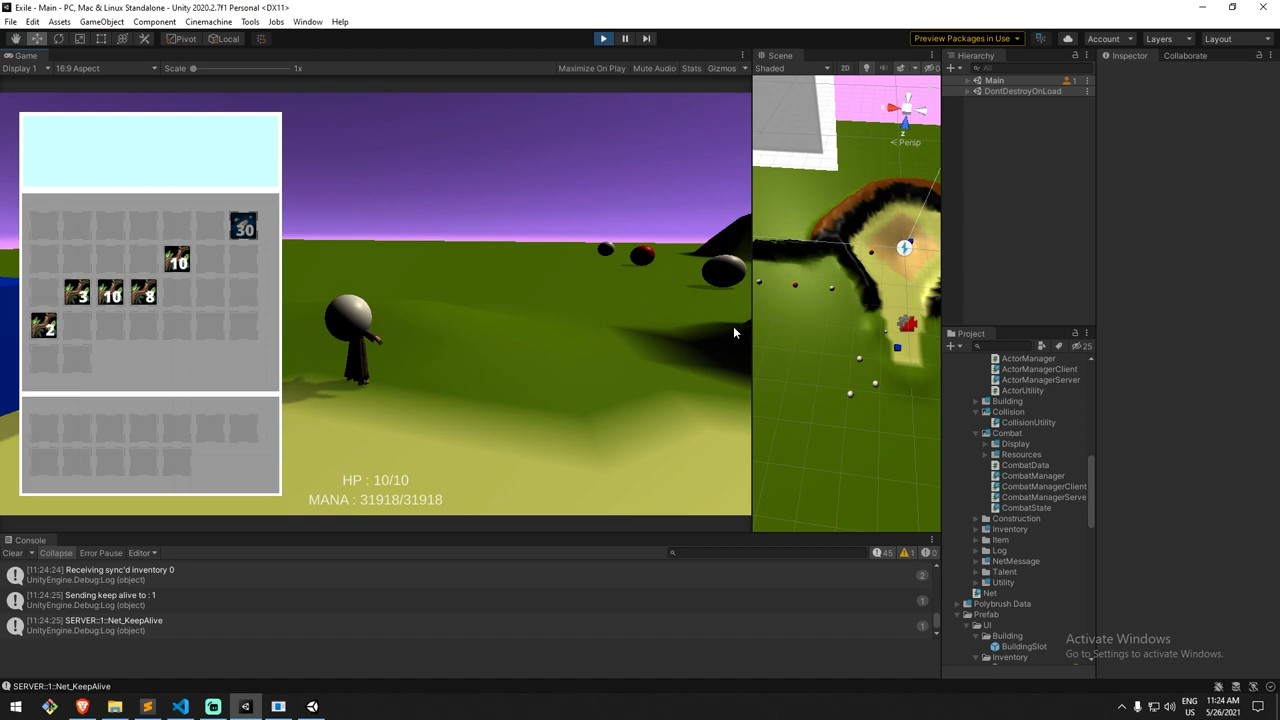 Exile - Main - PC, Mac & Linux Standalone - Unity 2020.2.7f1 Personal <DX11>
File Edit Assets GameObject Component Cinemachine Tools Jobs Window Help
Pivot Local Preview Packages in Use Account Layers Layout
Game Scene Hierarchy Inspector Collaborate
Display 1 16:9 Aspect Scale 1x Maximize On Play Mute Audio Stats Gizmos Shaded 2D All
Main 1
DontDestroyOnLoad
z
< Persp
30
10
3 10 8
2
HP : 10/10
MANA : 31918/31918
Project
25
ActorManager
ActorManagerClient
ActorManagerServer
ActorUtility
Building
Collision
CollisionUtility
Combat
Display
Resources
CombatData
CombatManager
CombatManagerClient
CombatManagerServe
CombatState
Construction
Inventory
Item
Log
NetMessage
Talent
Utility
Net
Polybrush Data
Prefab
UI
Building
BuildingSlot
Inventory
Console
Clear Collapse Error Pause Editor 45 1 0
[11:24:24] Receiving sync'd inventory 0
UnityEngine.Debug:Log (object)
2
[11:24:25] Sending keep alive to : 1
UnityEngine.Debug:Log (object)
1
[11:24:25] SERVER::1::Net_KeepAlive
UnityEngine.Debug:Log (object)
1
Activate Windows
Go to Settings to activate Windows.
SERVER::1::Net_KeepAlive
ENG
US
11:24 AM
5/26/2021